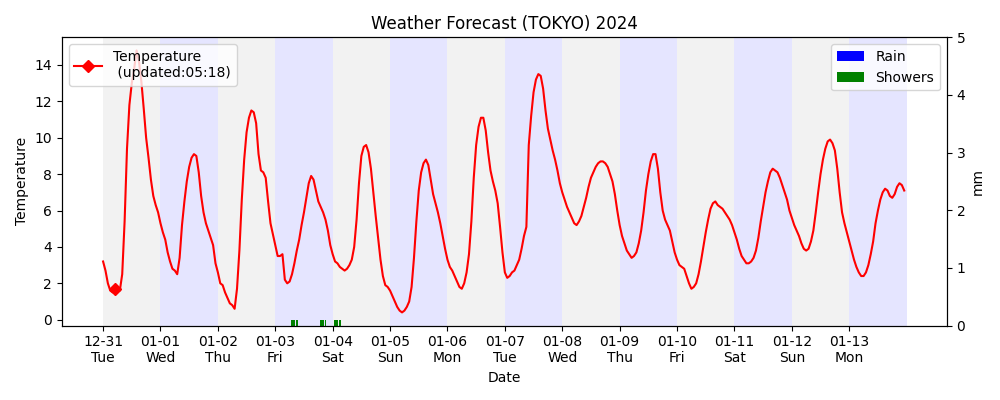 Weather Forecast (TOKYO) 2024
Temperature
(updated:05:18)
Rain
Showers
Temperature
14
12
10
8
6
4
2
0
5
4
3
2
1
0
mm
12-31 01-01 01-02 01-03 01-04 01-05 01-06 01-07 01-08 01-09 01-10 01-11 01-12 01-13
Tue Wed Thu Fri Sat Sun Mon Tue Wed Thu Fri Sat Sun Mon
Date